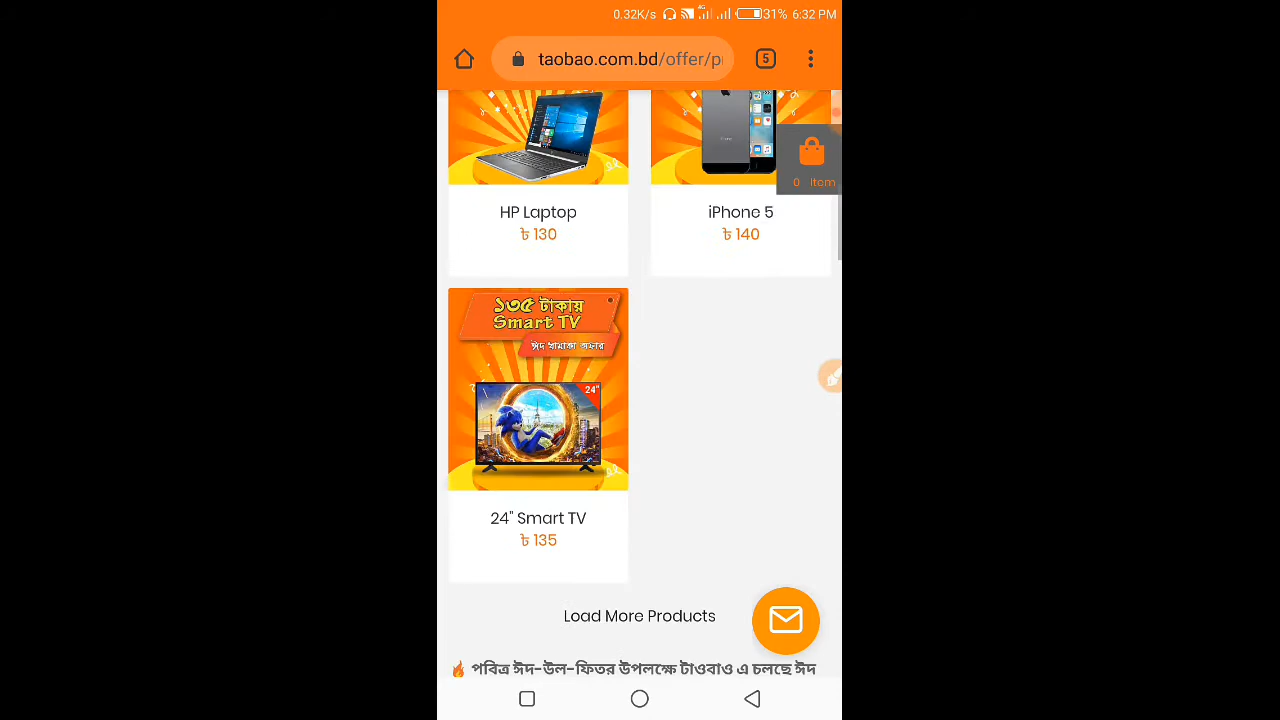 0.32K/s 4G 31% 6:32 PM
taobao.com.bd/offer/p
5
0 Item
HP Laptop
৳ 130
iPhone 5
৳ 140
১৩৫ টাকায়
Smart TV
ঈদ ধামাকা অফার
24"
24" Smart TV
৳ 135
Load More Products
🔥 পবিত্র ঈদ-উল-ফিতর উপলক্ষে টাওবাও এ চলছে ঈদ